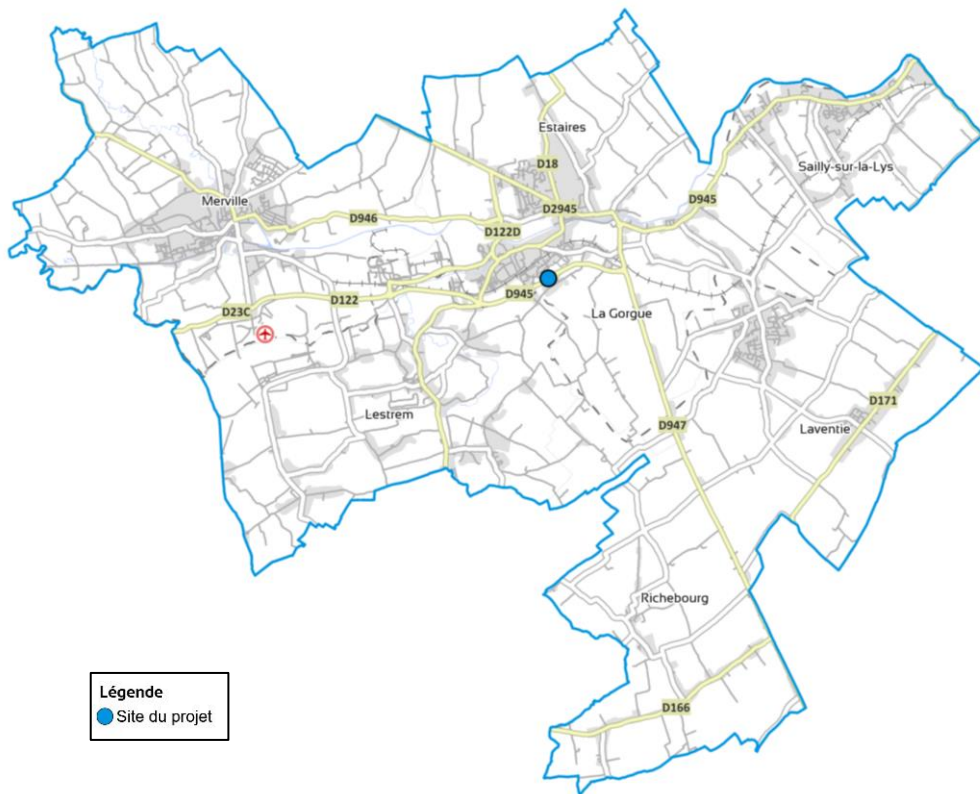 Estaires
D18
Sailly-sur-la-Lys
Merville
D945
D2945
D946
D122D
D945
D122
D23C
La Gorgue
D171
Lestrem
D947
Laventie
Richebourg
D166
Légende
Site du projet